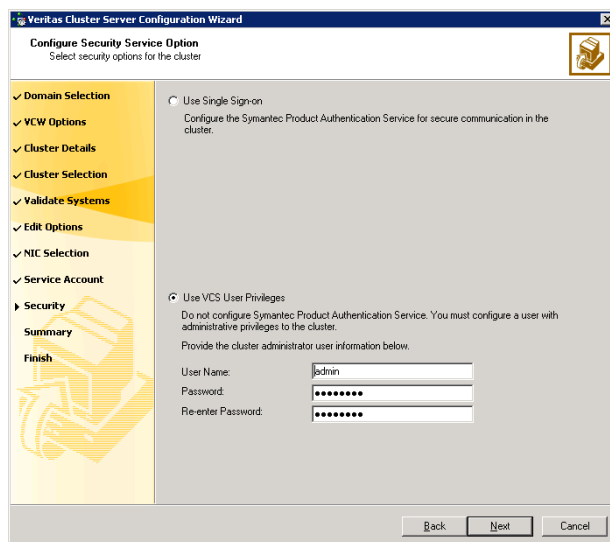 Veritas Cluster Server Configuration Wizard
Configure Security Service Option
Select security options for the cluster
Domain Selection
VCW Options
Cluster Details
Cluster Selection
Validate Systems
Edit Options
NIC Selection
Service Account
Security
Summary
Finish
Use Single Sign-on
Configure the Symantec Product Authentication Service for secure communication in the
cluster.
Use VCS User Privileges
Do not configure Symantec Product Authentication Service. You must configure a user with
administrative privileges to the cluster.
Provide the cluster administrator user information below.
User Name: admin
Password: ●●●●●●●●
Re-enter Password: ●●●●●●●●
Back Next Cancel